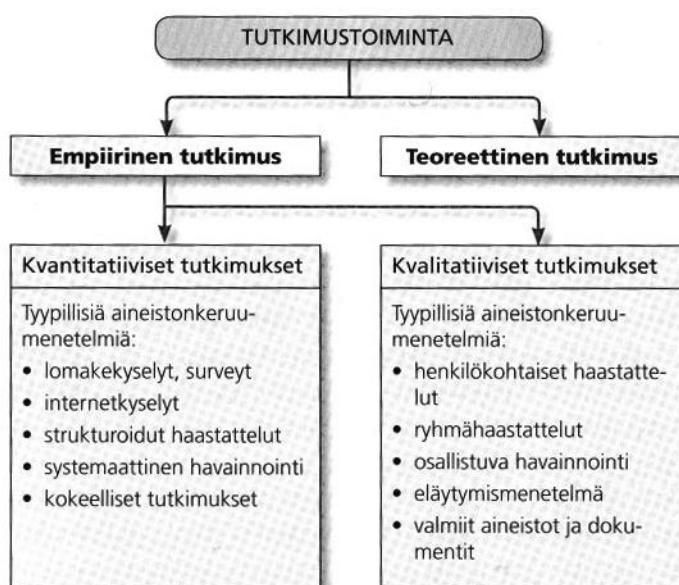 TUTKIMUSTOIMINTA
Empiirinen tutkimus
Teoreettinen tutkimus
Kvantitatiiviset tutkimukset
Tyypillisiä aineistonkeruu-
menetelmiä:
• lomakekyselyt, surveyt
• internetkyselyt
• strukturoidut haastattelut
• systemaattinen havainnointi
• kokeelliset tutkimukset
Kvalitatiiviset tutkimukset
Tyypillisiä aineistonkeruu-
menetelmiä:
• henkilökohtaiset haastatte-
lut
• ryhmähaastattelut
• osallistuva havainnointi
• eläytymismenetelmä
• valmiit aineistot ja doku-
mentit